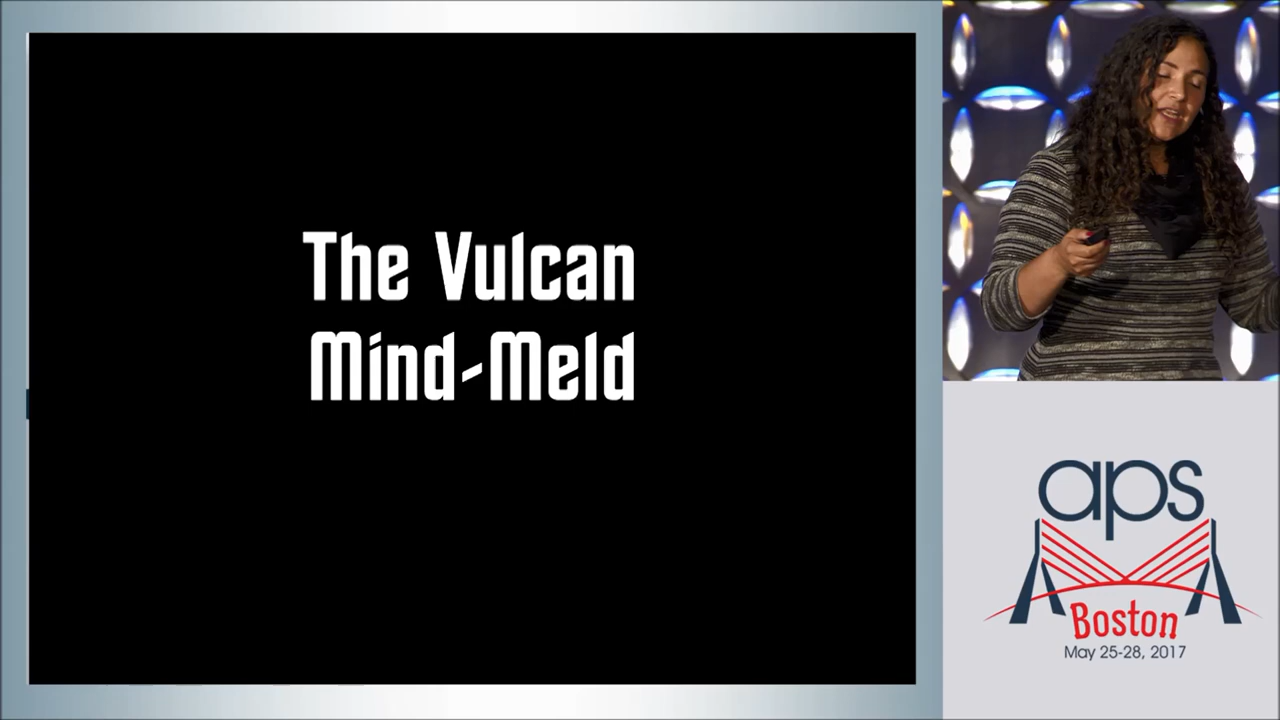 The Vulcan
Mind-Meld
aps
Boston
May 25-28, 2017